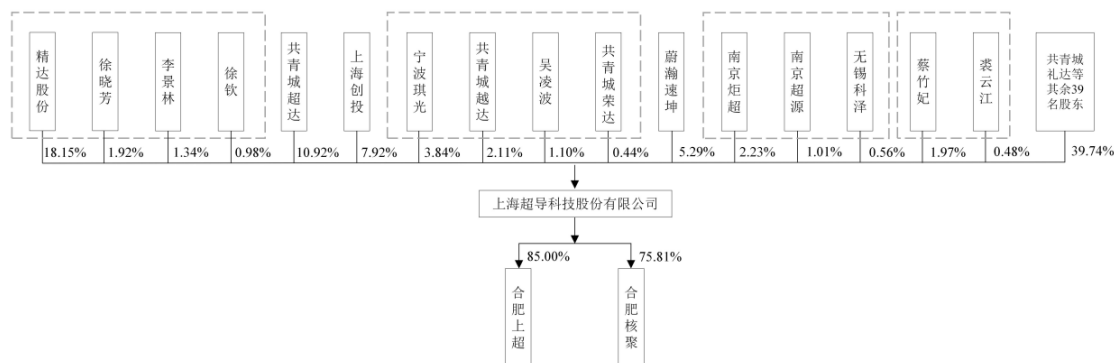 精达股份
徐晓芳
李景林
徐钦
共青城超达
上海创投
宁波琪光
共青城越达
吴凌波
共青城荣达
蔚瀚速坤
南京炬超
南京超源
无锡科泽
蔡竹妃
裘云江
共青城
礼达等
其余39
名股东
18.15%
1.92%
1.34%
0.98%
10.92%
7.92%
3.84%
2.11%
1.10%
0.44%
5.29%
2.23%
1.01%
0.56%
1.97%
0.48%
39.74%
上海超导科技股份有限公司
85.00%
75.81%
合肥上超
合肥核聚